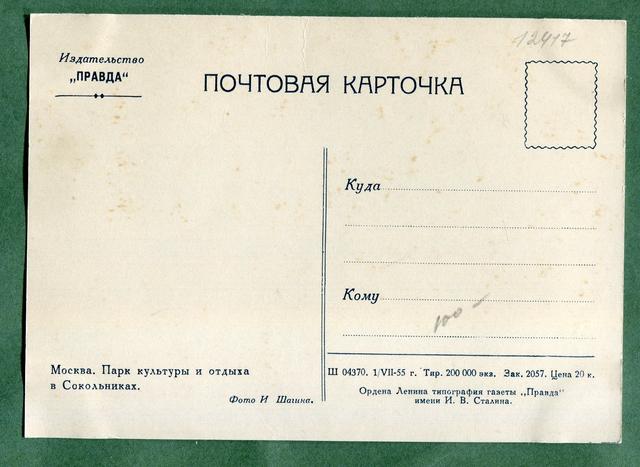 12417
Издательство
„ПРАВДА“
ПОЧТОВАЯ КАРТОЧКА
Куда
Кому
100 –
Москва. Парк культуры и отдыха
в Сокольниках.
Фото И Шагина.
Ш 04370. 1/VII-55 г. Тир. 200 000 экз. Зак. 2057. Цена 20 к.
Ордена Ленина типография газеты „Правда“
имени И. В. Сталина.